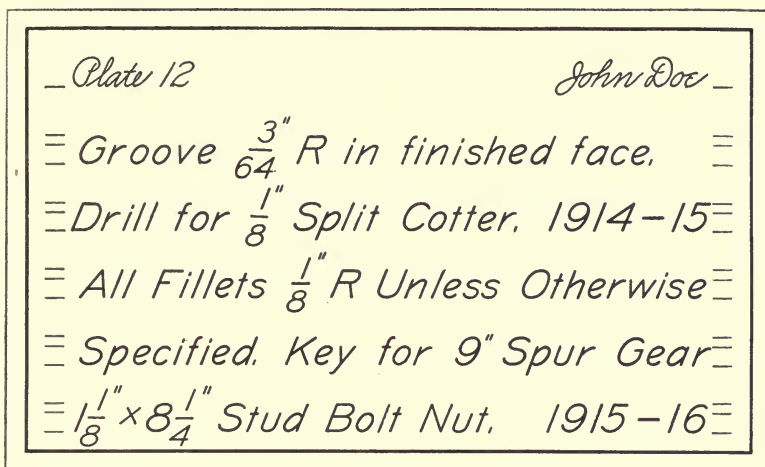 Plate 12 John Doe
Groove 3/64" R in finished face.
Drill for 1/8" Split Cotter. 1914-15
All Fillets 1/8" R Unless Otherwise
Specified. Key for 9" Spur Gear
1 1/8" × 8 1/4" Stud Bolt Nut. 1915-16